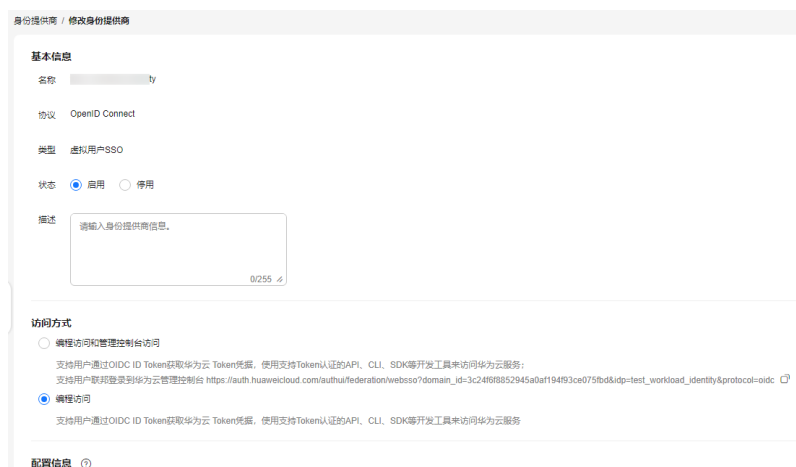 身份提供商 / 修改身份提供商
基本信息
名称 ty
协议 OpenID Connect
类型 虚拟用户SSO
状态 启用 停用
描述 请输入身份提供商信息。
0/255
访问方式
编程访问和管理控制台访问
支持用户通过OIDC ID Token获取华为云 Token凭据，使用支持Token认证的API、CLI、SDK等开发工具来访问华为云服务；
支持用户联邦登录到华为云管理控制台 https://auth.huaweicloud.com/authui/federation/websso?domain_id=3c24f6f8852945a0af194f93ce075fbd&idp=test_workload_identity&protocol=oidc
编程访问
支持用户通过OIDC ID Token获取华为云 Token凭据，使用支持Token认证的API、CLI、SDK等开发工具来访问华为云服务
配置信息